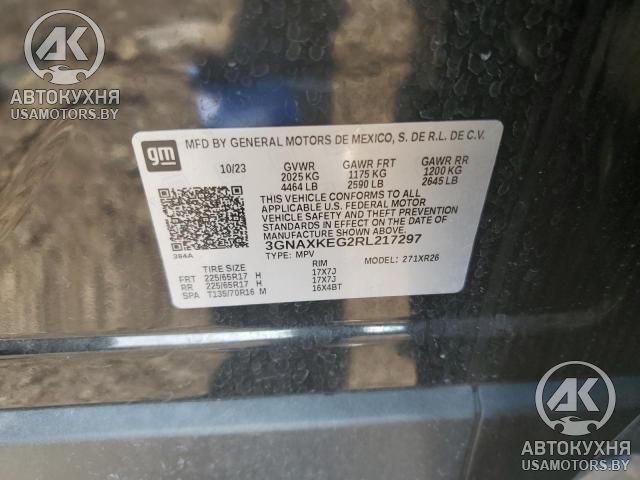 АВТОКУХНЯ
USAMOTORS.BY
gm
MFD BY GENERAL MOTORS DE MEXICO, S. DE R.L. DE C.V.
10/23 GVWR GAWR FRT GAWR RR
2025 KG 1175 KG 1200 KG
4464 LB 2590 LB 2645 LB
THIS VEHICLE CONFORMS TO ALL
APPLICABLE U.S. FEDERAL MOTOR
VEHICLE SAFETY AND THEFT PREVENTION
STANDARDS IN EFFECT ON THE DATE OF
MANUFACTURE SHOWN ABOVE.
3GNAXKEG2RL217297
384A TYPE: MPV MODEL: 271XR26
TIRE SIZE RIM
FRT 225/65R17 H 17X7J
RR 225/65R17 H 17X7J
SPA T135/70R16 M 16X4BT
АВТОКУХНЯ
USAMOTORS.BY